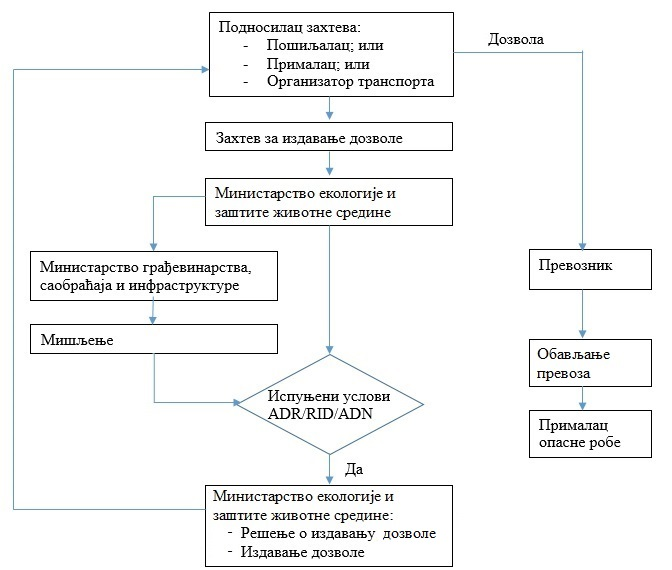 Подносилац захтева:
- Пошиљалац; или
- Прималац; или
- Организатор транспорта
Дозвола
Захтев за издавање дозволе
Министарство екологије и
заштите животне средине
Министарство грађевинарства,
саобраћаја и инфраструктуре
Мишљење
Испуњени услови
ADR/RID/ADN
Да
Министарство екологије и
заштите животне средине:
- Решење о издавању дозволе
- Издавање дозволе
Превозник
Обављање
превоза
Прималац
опасне робе